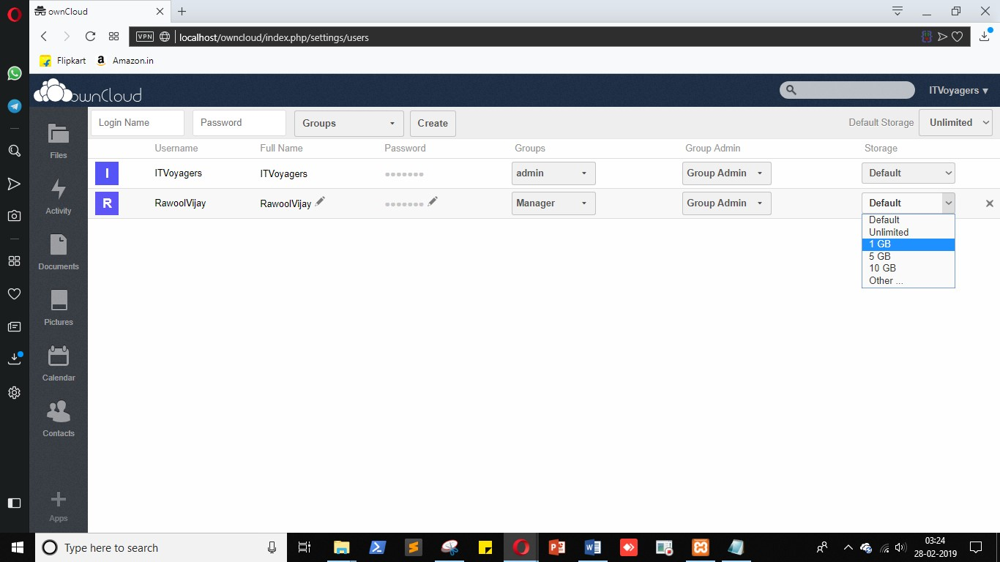 ownCloud
VPN
localhost/owncloud/index.php/settings/users
Flipkart
a
Amazon.in
ownCloud
ITVoyagers
Files
Activity
Documents
Pictures
Calendar
Contacts
Apps
Login Name
Password
Groups
Create
Default Storage
Unlimited
Username
Full Name
Password
Groups
Group Admin
Storage
I
ITVoyagers
ITVoyagers
admin
Group Admin
Default
R
RawoolVijay
RawoolVijay
Manager
Group Admin
Default
Default
Unlimited
1 GB
5 GB
10 GB
Other ...
Type here to search
03:24
28-02-2019